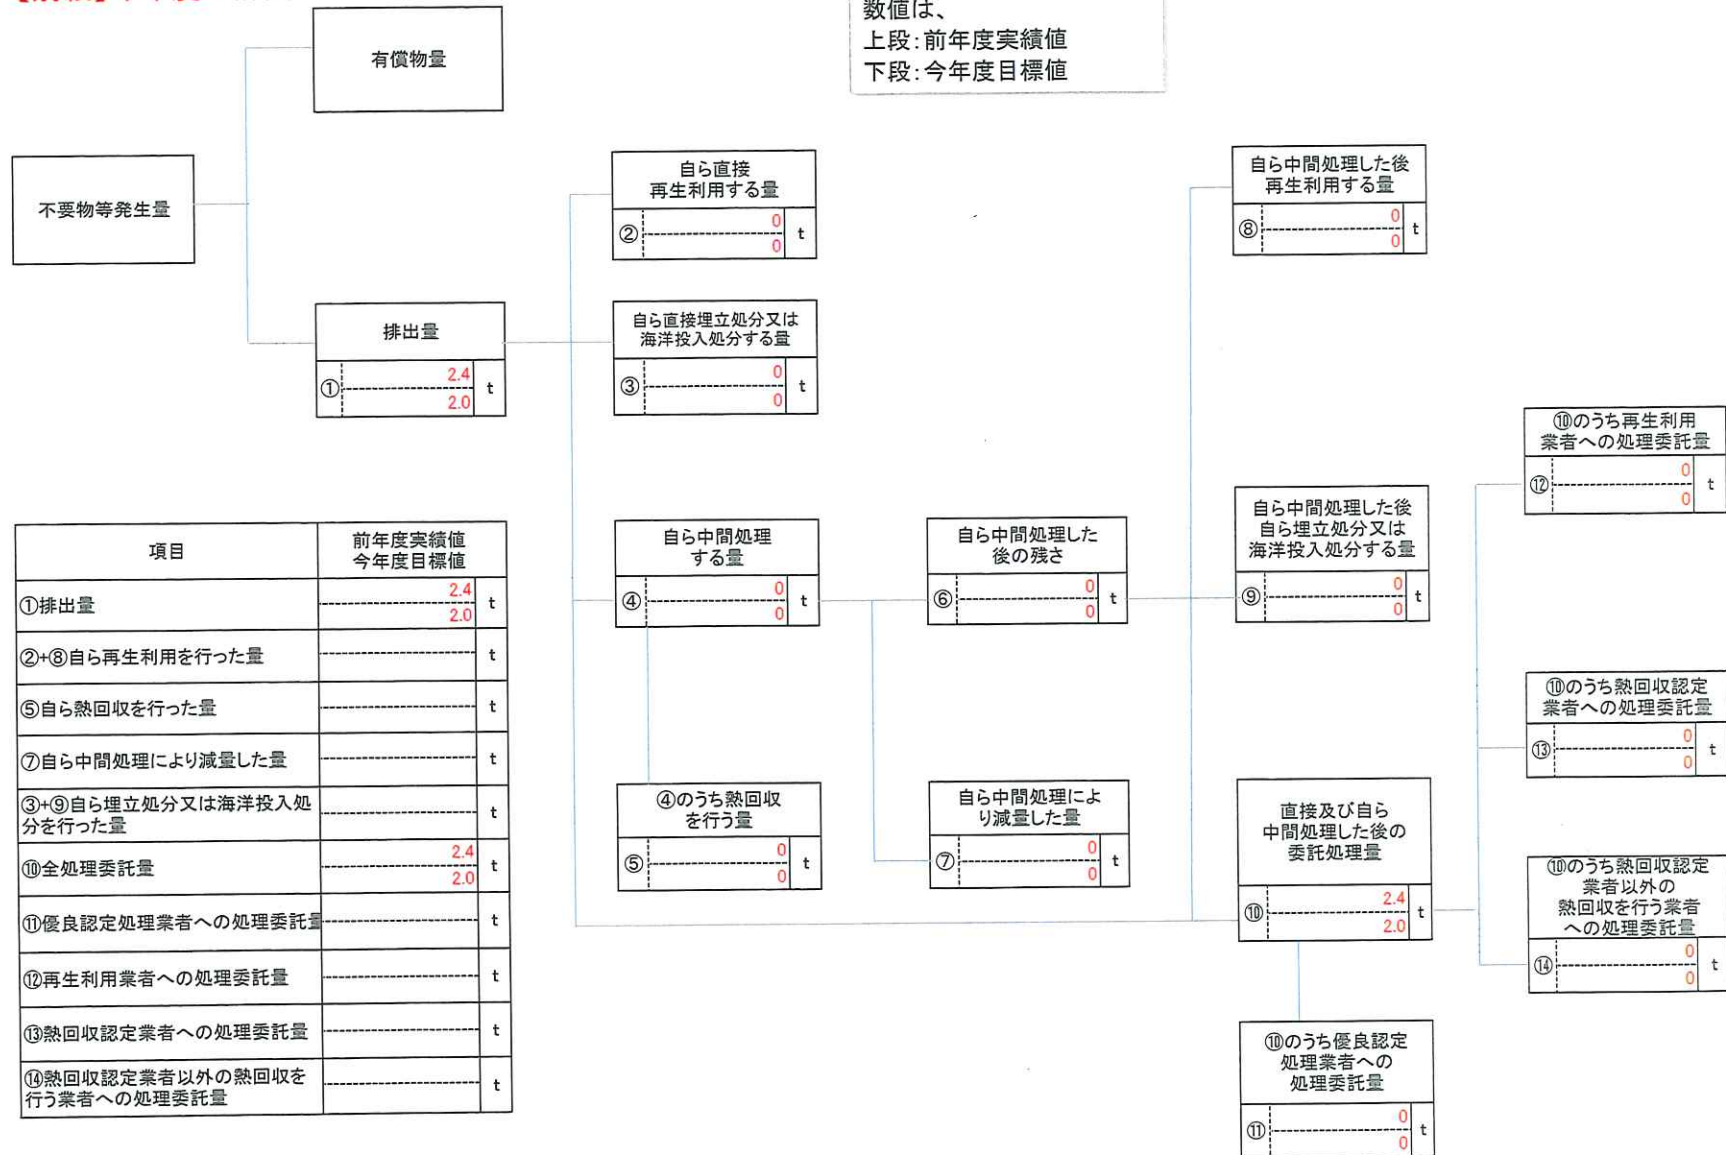 数値は、
上段:前年度実績値
下段:今年度目標値
有償物量
不要物等発生量
排出量
①
2.4
2.0
t
自ら直接
再生利用する量
②
0
0
t
自ら直接埋立処分又は
海洋投入処分する量
③
0
0
t
自ら中間処理
する量
④
0
0
t
④のうち熱回収
を行う量
⑤
0
0
t
自ら中間処理した
後の残さ
⑥
0
0
t
自ら中間処理によ
り減量した量
⑦
0
0
t
自ら中間処理した後
再生利用する量
⑧
0
0
t
自ら中間処理した後
自ら埋立処分又は
海洋投入処分する量
⑨
0
0
t
直接及び自ら
中間処理した後の
委託処理量
⑩
2.4
2.0
t
⑩のうち優良認定
処理業者への
処理委託量
⑪
0
0
t
⑩のうち再生利用
業者への処理委託量
⑫
0
0
t
⑩のうち熱回収認定
業者への処理委託量
⑬
0
0
t
⑩のうち熱回収認定
業者以外の
熱回収を行う業者
への処理委託量
⑭
0
0
t
項目
前年度実績値
今年度目標値
①排出量
2.4
2.0
t
②+⑧自ら再生利用を行った量
t
⑤自ら熱回収を行った量
t
⑦自ら中間処理により減量した量
t
③+⑨自ら埋立処分又は海洋投入処
分を行った量
t
⑩全処理委託量
2.4
2.0
t
⑪優良認定処理業者への処理委託量
t
⑫再生利用業者への処理委託量
t
⑬熱回収認定業者への処理委託量
t
⑭熱回収認定業者以外の熱回収を
行う業者への処理委託量
t